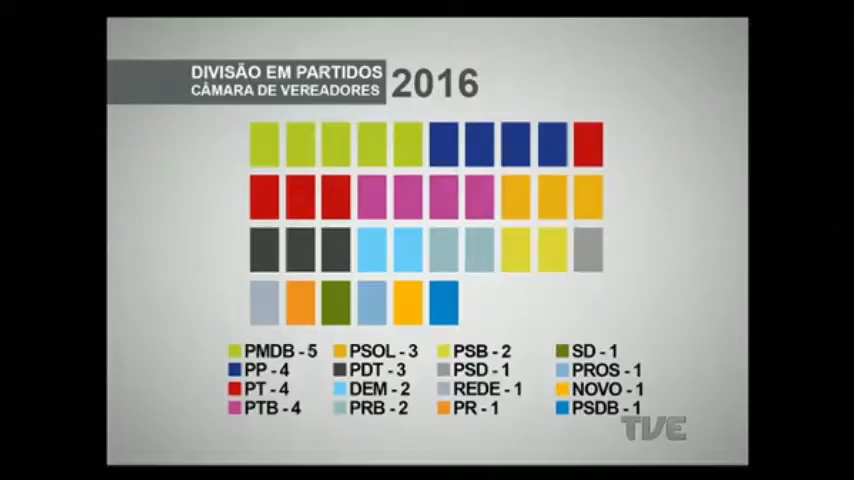 DIVISÃO EM PARTIDOS
CÂMARA DE VEREADORES
2016
PMDB - 5 PSOL - 3 PSB - 2 SD - 1
PP - 4 PDT - 3 PSD - 1 PROS - 1
PT - 4 DEM - 2 REDE - 1 NOVO - 1
PTB - 4 PRB - 2 PR - 1 PSDB - 1
TVE